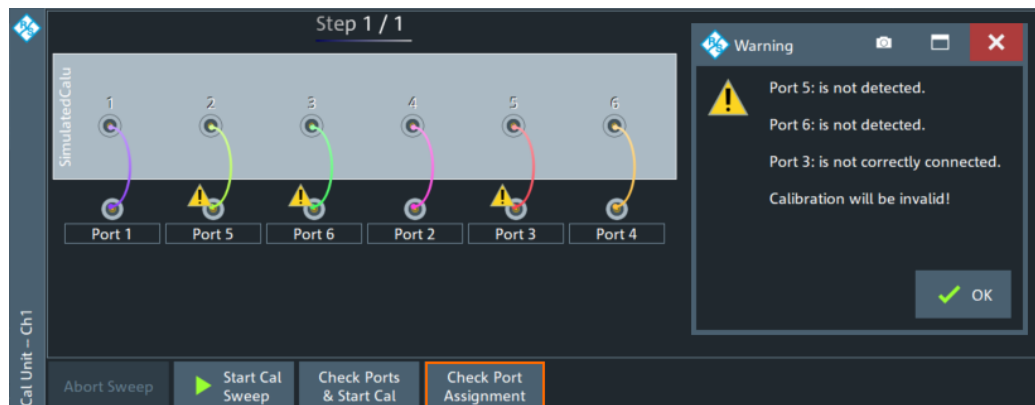 Step 1 / 1
SimulatedCalu
1 2 3 4 5 6
Port 1 Port 5 Port 6 Port 2 Port 3 Port 4
Warning
Port 5: is not detected.
Port 6: is not detected.
Port 3: is not correctly connected.
Calibration will be invalid!
OK
Cal Unit – Ch1
Abort Sweep
Start Cal
Sweep
Check Ports
& Start Cal
Check Port
Assignment